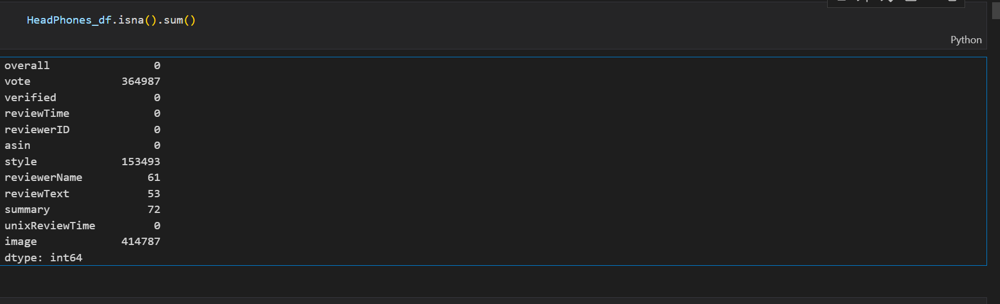 HeadPhones_df.isna().sum()
Python
overall 0
vote 364987
verified 0
reviewTime 0
reviewerID 0
asin 0
style 153493
reviewerName 61
reviewText 53
summary 72
unixReviewTime 0
image 414787
dtype: int64